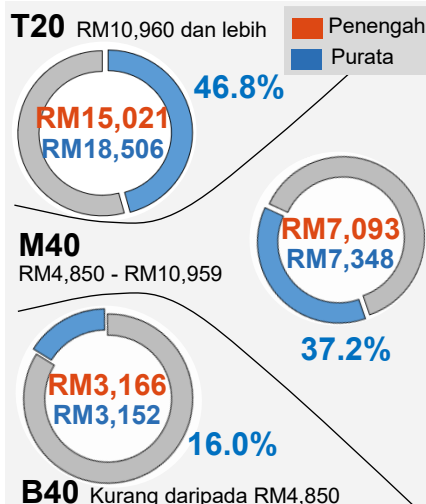 T20 RM10,960 dan lebih
Penengah
Purata
46.8%
RM15,021
RM18,506
M40
RM4,850 - RM10,959
RM7,093
RM7,348
37.2%
RM3,166
RM3,152
16.0%
B40 Kurang daripada RM4,850